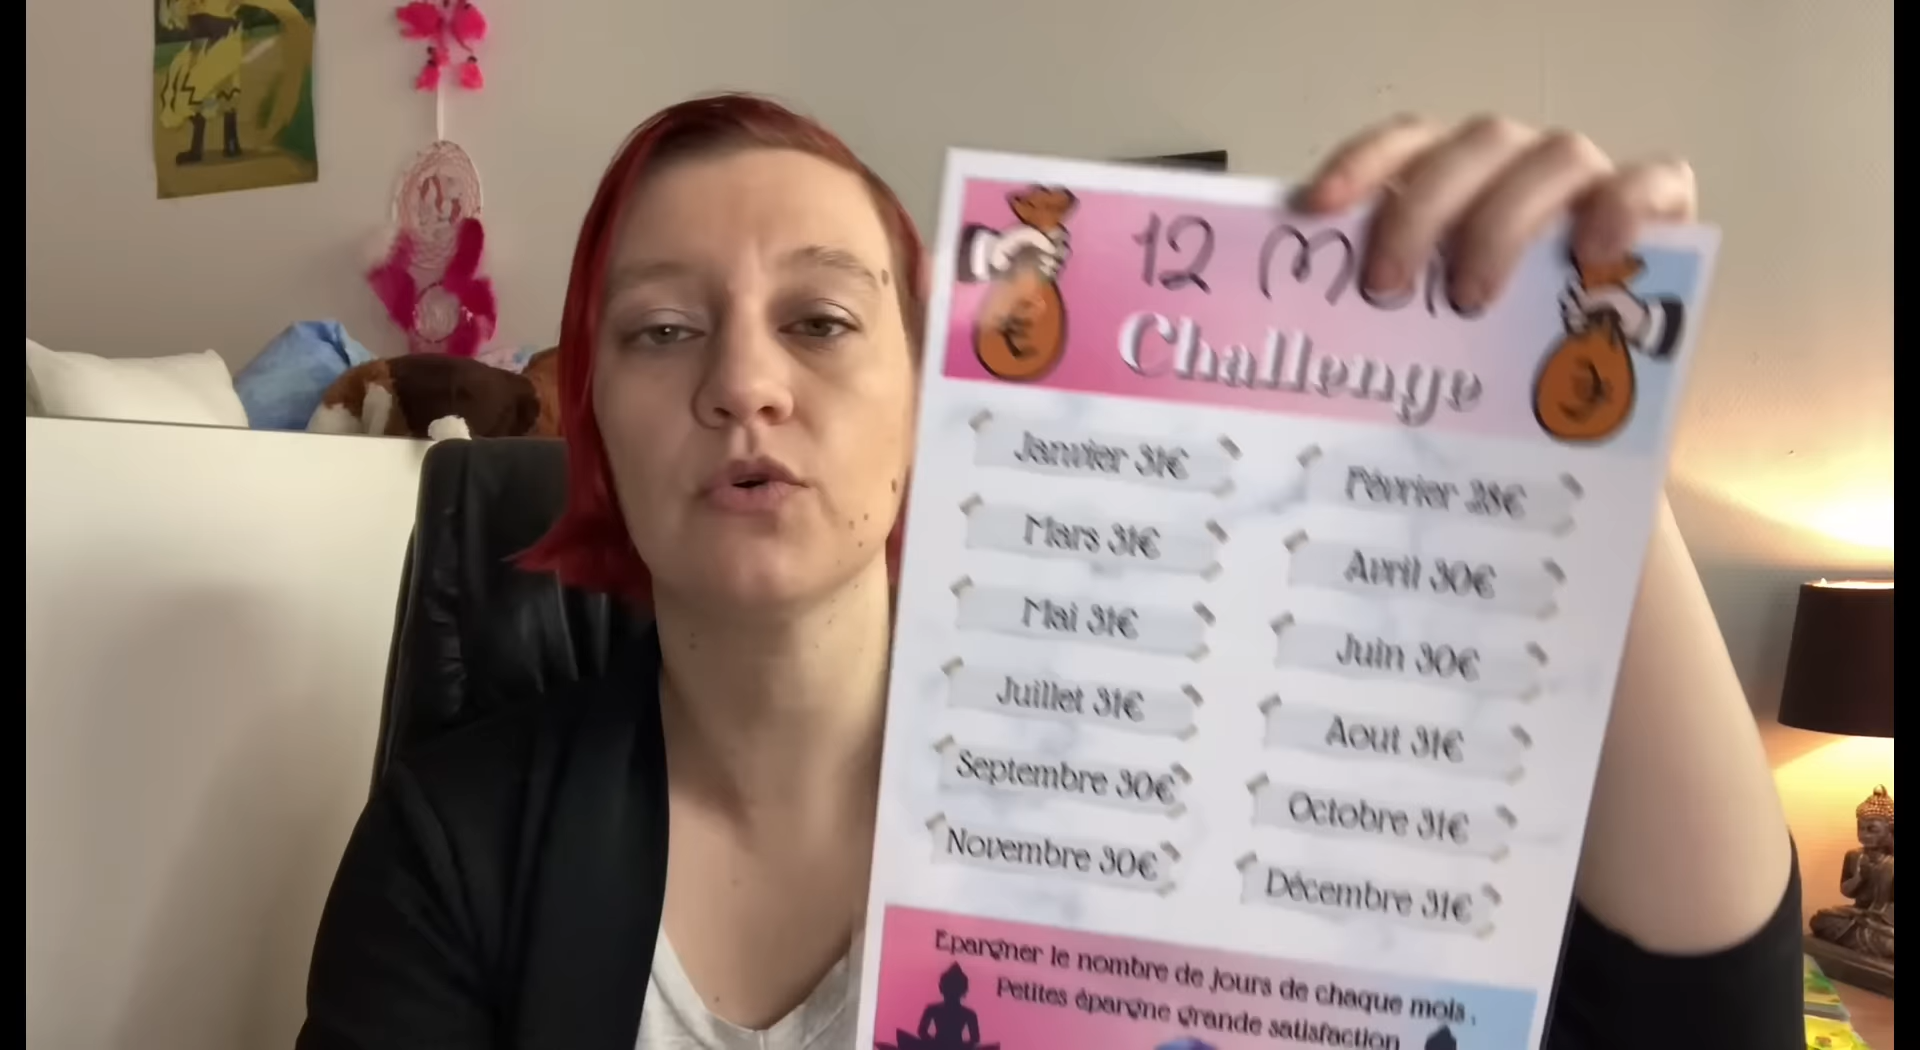 12 Mois
Challenge
Janvier 31€
Février 28€
Mars 31€
Avril 30€
Mai 31€
Juin 30€
Juillet 31€
Aout 31€
Septembre 30€
Octobre 31€
Novembre 30€
Décembre 31€
Epargner le nombre de jours de chaque mois.
Petites épargne grande satisfaction